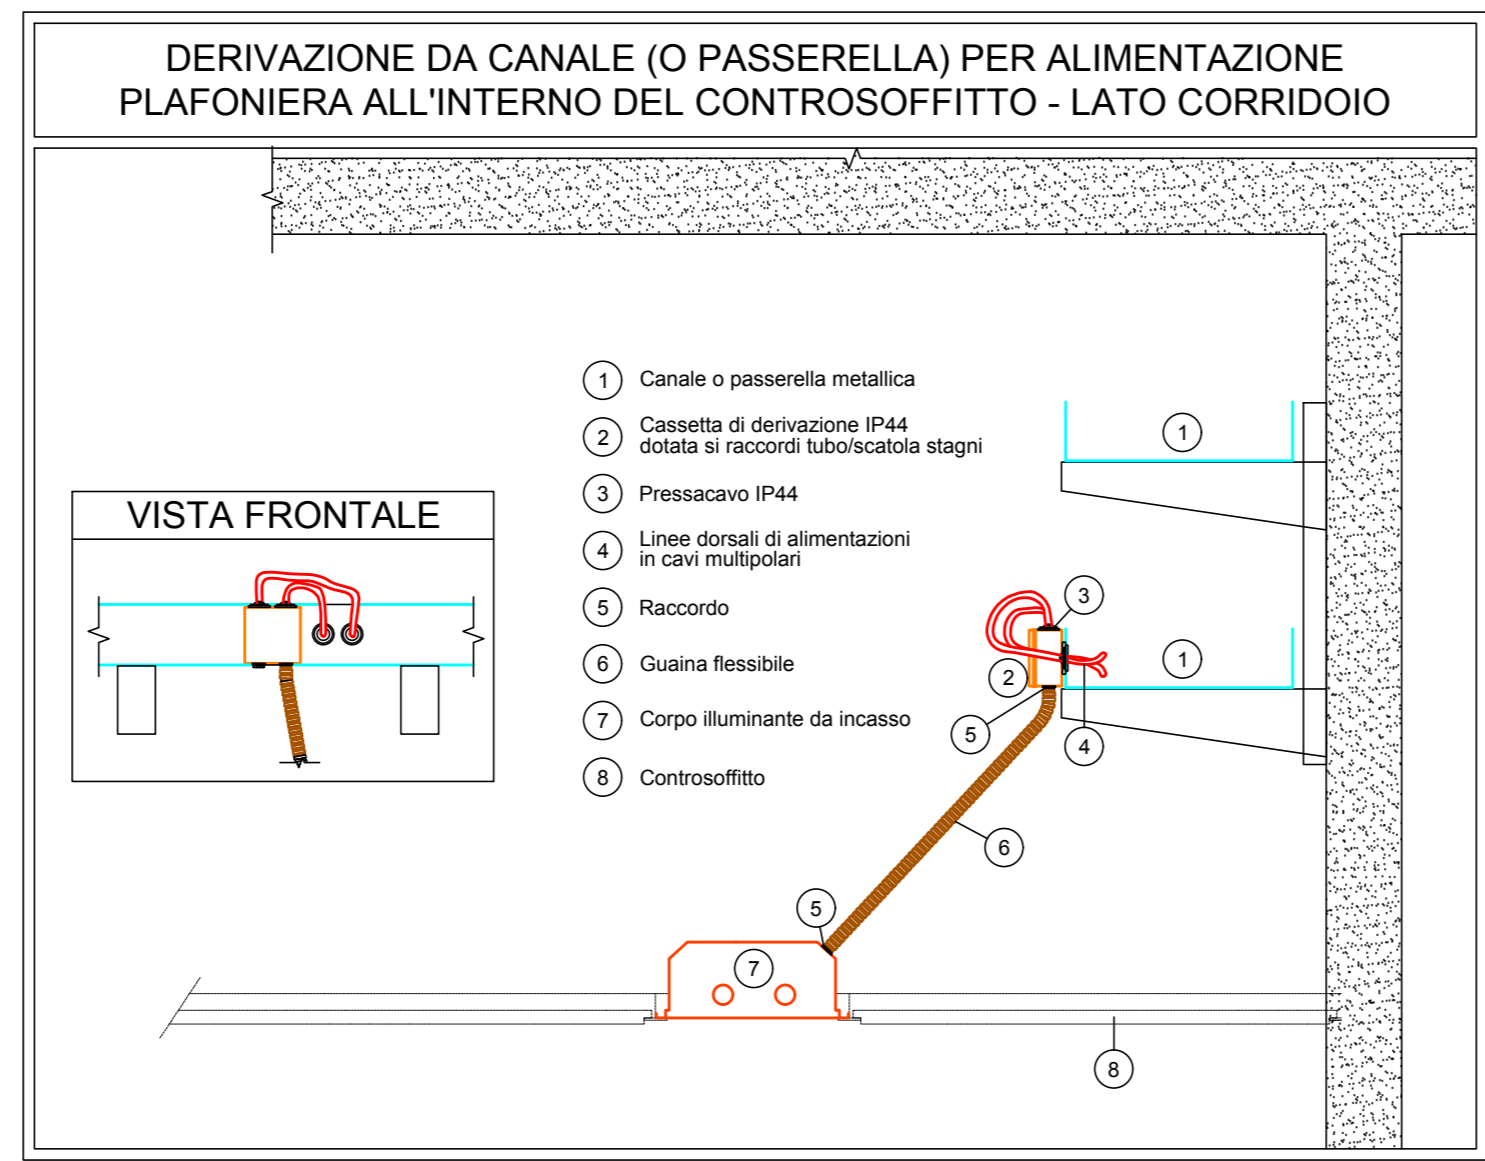 DERIVAZIONE DA CANALE (O PASSERELLA) PER ALIMENTAZIONE
PLAFONIERA ALL'INTERNO DEL CONTROSOFFITTO - LATO CORRIDOIO
1 Canale o passerella metallica
2 Cassetta di derivazione IP44
dotata si raccordi tubo/scatola stagni
3 Pressacavo IP44
4 Linee dorsali di alimentazioni
in cavi multipolari
5 Raccordo
6 Guaina flessibile
7 Corpo illuminante da incasso
8 Controsoffitto
VISTA FRONTALE
1
3
1
2
5
4
6
5
7
8